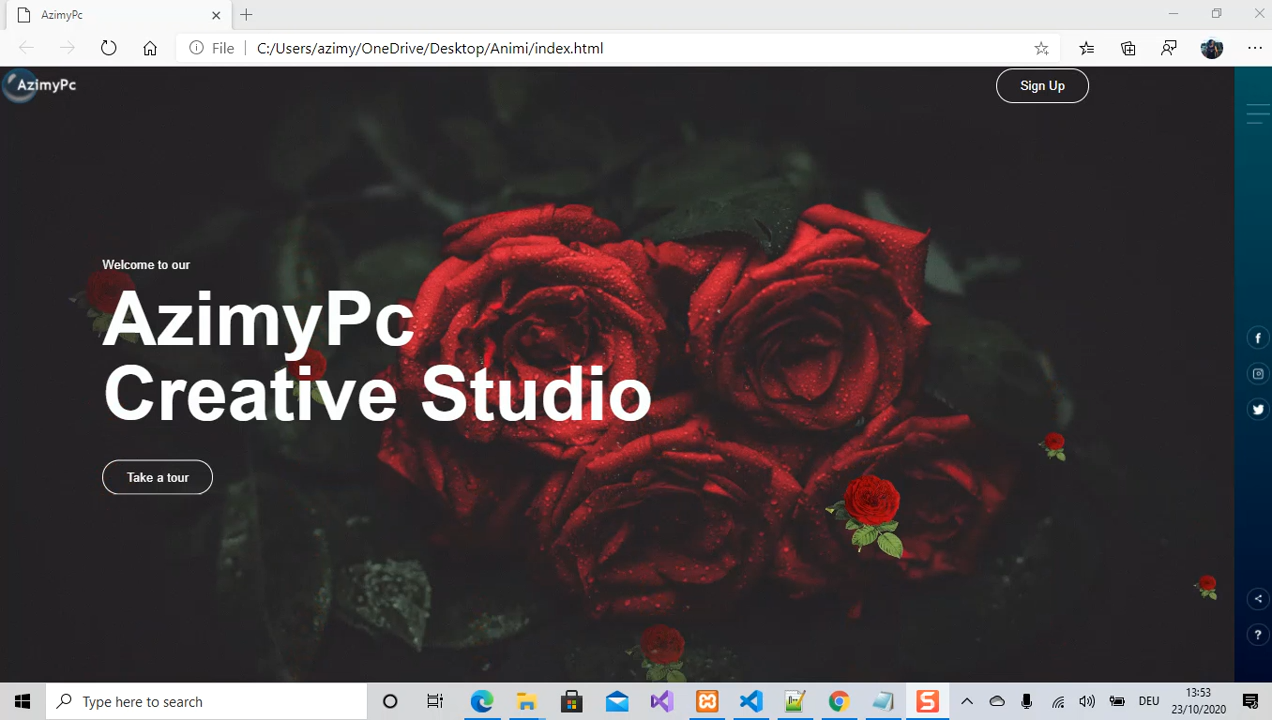 AzimyPc
File
C:/Users/azimy/OneDrive/Desktop/Animi/index.html
AzimyPc
Sign Up
Welcome to our
AzimyPc
Creative Studio
Take a tour
Type here to search
DEU
13:53
23/10/2020